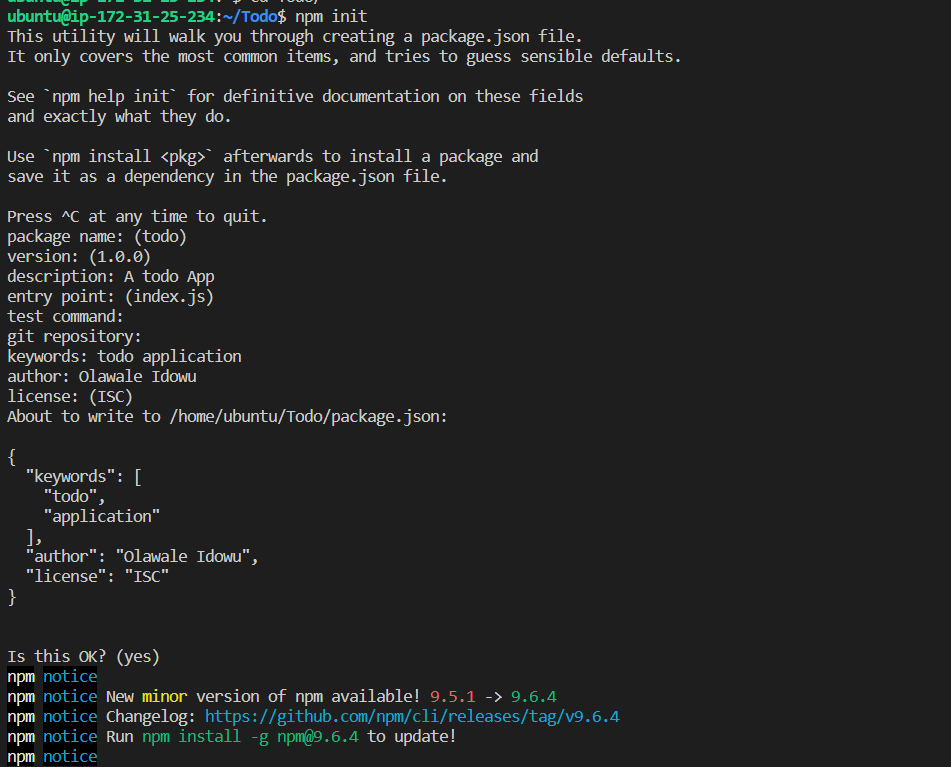 ubuntu@ip-172-31-25-234:~/Todo$ npm init
This utility will walk you through creating a package.json file.
It only covers the most common items, and tries to guess sensible defaults.
See `npm help init` for definitive documentation on these fields
and exactly what they do.
Use `npm install <pkg>` afterwards to install a package and
save it as a dependency in the package.json file.
Press ^C at any time to quit.
package name: (todo)
version: (1.0.0)
description: A todo App
entry point: (index.js)
test command:
git repository:
keywords: todo application
author: Olawale Idowu
license: (ISC)
About to write to /home/ubuntu/Todo/package.json:
{
  "keywords": [
    "todo",
    "application"
  ],
  "author": "Olawale Idowu",
  "license": "ISC"
}
Is this OK? (yes)
npm notice
npm notice New minor version of npm available! 9.5.1 -> 9.6.4
npm notice Changelog: https://github.com/npm/cli/releases/tag/v9.6.4
npm notice Run npm install -g npm@9.6.4 to update!
npm notice